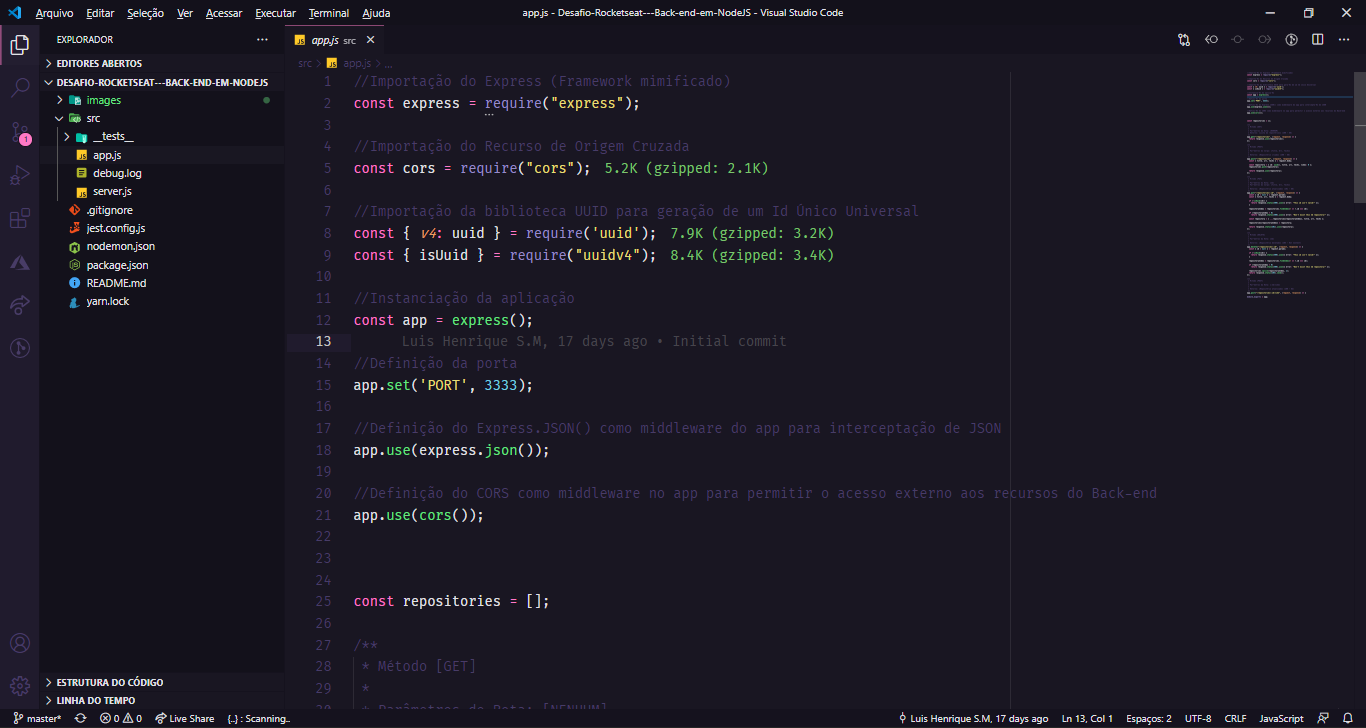 Arquivo Editar Seleção Ver Acessar Executar Terminal Ajuda
app.js - Desafio-Rocketseat---Back-end-em-NodeJS - Visual Studio Code
EXPLORADOR
EDITORES ABERTOS
DESAFIO-ROCKETSEAT---BACK-END-EM-NODEJS
images
src
__tests__
app.js
debug.log
server.js
.gitignore
jest.config.js
nodemon.json
package.json
README.md
yarn.lock
ESTRUTURA DO CÓDIGO
LINHA DO TEMPO
1
app.js src
src > app.js > ...
1 //Importação do Express (Framework mimificado)
2 const express = require("express");
3
4 //Importação do Recurso de Origem Cruzada
5 const cors = require("cors"); 5.2K (gzipped: 2.1K)
6
7 //Importação da biblioteca UUID para geração de um Id Único Universal
8 const { v4: uuid } = require('uuid'); 7.9K (gzipped: 3.2K)
9 const { isUuid } = require("uuidv4"); 8.4K (gzipped: 3.4K)
10
11 //Instanciação da aplicação
12 const app = express();
13 Luis Henrique S.M, 17 days ago • Initial commit
14 //Definição da porta
15 app.set('PORT', 3333);
16
17 //Definição do Express.JSON() como middleware do app para interceptação de JSON
18 app.use(express.json());
19
20 //Definição do CORS como middleware no app para permitir o acesso externo aos recursos do Back-end
21 app.use(cors());
22
23
24
25 const repositories = [];
26
27 /**
28 * Método [GET]
29 *
30 * Parâmetros de Rota: [NENHUM]
master* 0 0 Live Share {..} : Scanning.. Luis Henrique S.M, 17 days ago Ln 13, Col 1 Espaços: 2 UTF-8 CRLF JavaScript